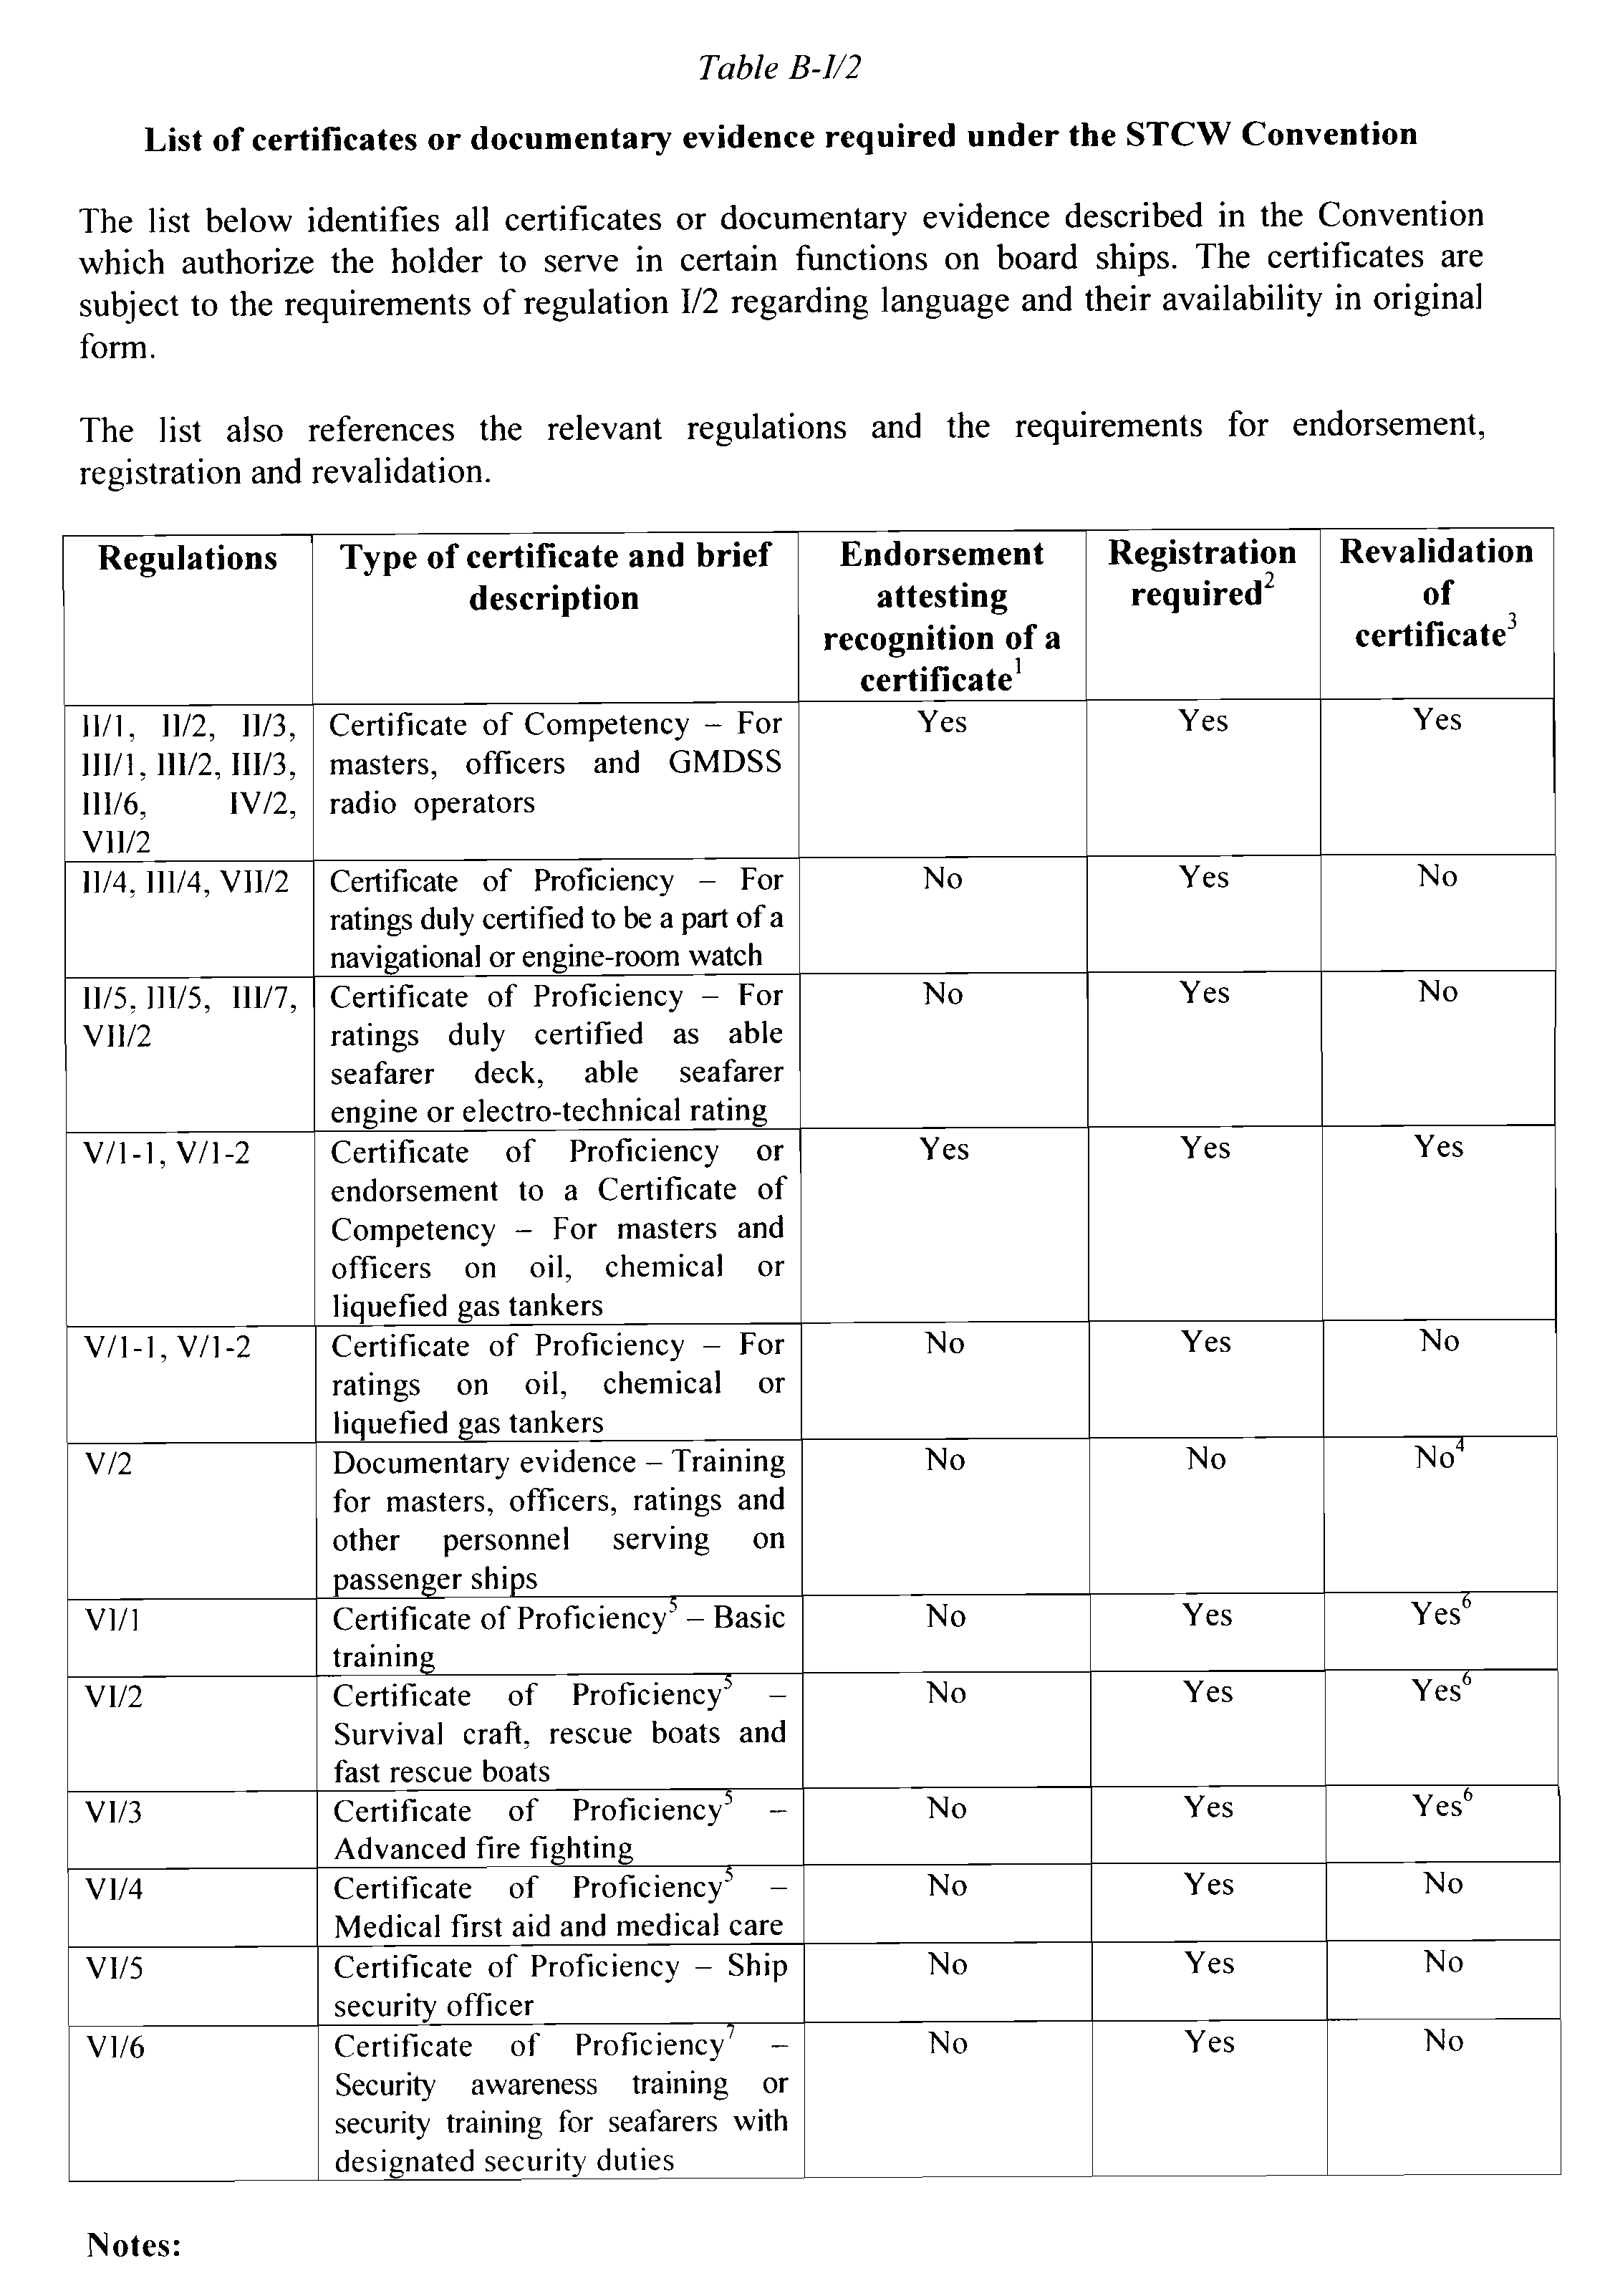 Table B-I/2
List of certificates or documentary evidence required under the STCW Convention
The list below identifies all certificates or documentary evidence described in the Convention
which authorize the holder to serve in certain functions on board ships. The certificates are
subject to the requirements of regulation I/2 regarding language and their availability in original
form.
The list also references the relevant regulations and the requirements for endorsement,
registration and revalidation.
Regulations
Type of certificate and brief
description
Endorsement
attesting
recognition of a
certificate¹
Registration
required²
Revalidation
of
certificate³
II/1, II/2, II/3,
III/1, III/2, III/3,
III/6, IV/2,
VII/2
Certificate of Competency – For
masters, officers and GMDSS
radio operators
Yes
Yes
Yes
II/4, III/4, VII/2
Certificate of Proficiency – For
ratings duly certified to be a part of a
navigational or engine-room watch
No
Yes
No
II/5, III/5, III/7,
VII/2
Certificate of Proficiency – For
ratings duly certified as able
seafarer deck, able seafarer
engine or electro-technical rating
No
Yes
No
V/1-1, V/1-2
Certificate of Proficiency or
endorsement to a Certificate of
Competency – For masters and
officers on oil, chemical or
liquefied gas tankers
Yes
Yes
Yes
V/1-1, V/1-2
Certificate of Proficiency – For
ratings on oil, chemical or
liquefied gas tankers
No
Yes
No
V/2
Documentary evidence – Training
for masters, officers, ratings and
other personnel serving on
passenger ships
No
No
No⁴
VI/1
Certificate of Proficiency⁵ – Basic
training
No
Yes
Yes⁶
VI/2
Certificate of Proficiency⁵ –
Survival craft, rescue boats and
fast rescue boats
No
Yes
Yes⁶
VI/3
Certificate of Proficiency⁵ –
Advanced fire fighting
No
Yes
Yes⁶
VI/4
Certificate of Proficiency⁵ –
Medical first aid and medical care
No
Yes
No
VI/5
Certificate of Proficiency – Ship
security officer
No
Yes
No
VI/6
Certificate of Proficiency⁷ –
Security awareness training or
security training for seafarers with
designated security duties
No
Yes
No
Notes: